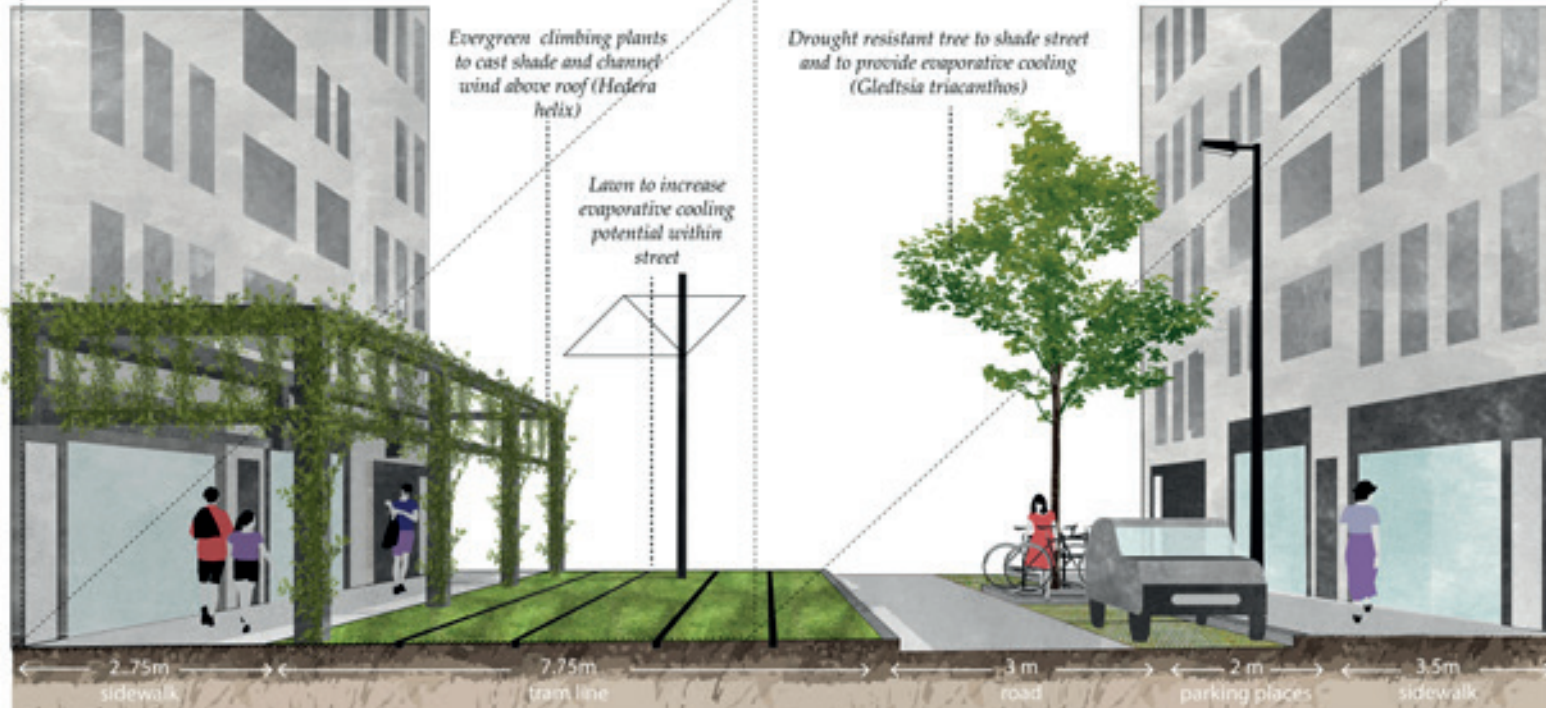 Evergreen climbing plants
to cast shade and channel
wind above roof (Hedera
helix)
Drought resistant tree to shade street
and to provide evaporative cooling
(Gledtsia triacanthos)
Lawn to increase
evaporative cooling
potential within
street
2.75m
sidewalk
7.75m
tram line
3 m
road
2 m
parking places
3.5m
sidewalk